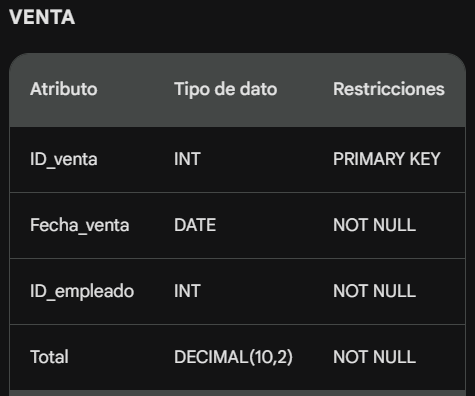 VENTA
Atributo Tipo de dato Restricciones
ID_venta INT PRIMARY KEY
Fecha_venta DATE NOT NULL
ID_empleado INT NOT NULL
Total DECIMAL(10,2) NOT NULL